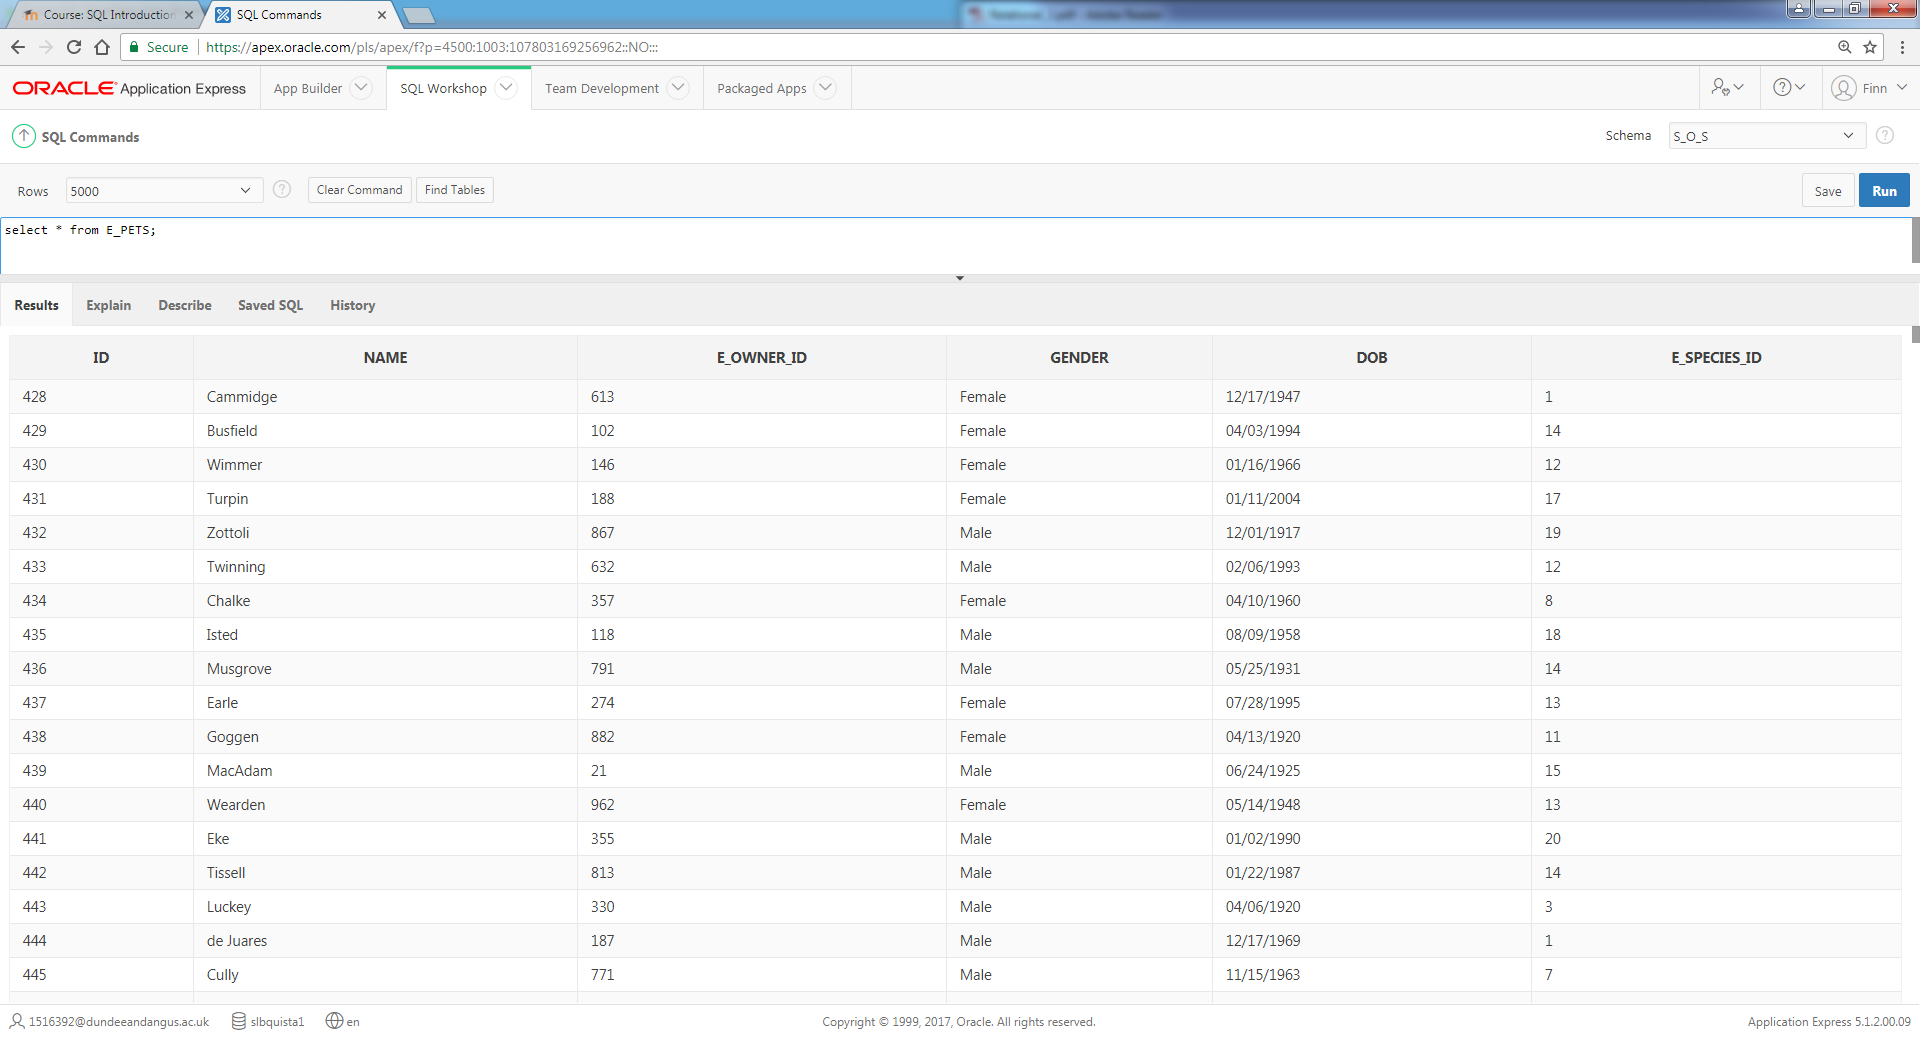 Course: SQL Introduction
SQL Commands
Secure
https://apex.oracle.com/pls/apex/f?p=4500:1003:107803169256962::NO:::
ORACLE Application Express
App Builder
SQL Workshop
Team Development
Packaged Apps
Finn
SQL Commands
Schema
S_O_S
Rows
5000
Clear Command
Find Tables
Save
Run
select * from E_PETS;
Results Explain Describe Saved SQL History
ID NAME E_OWNER_ID GENDER DOB E_SPECIES_ID
428 Cammidge 613 Female 12/17/1947 1
429 Busfield 102 Female 04/03/1994 14
430 Wimmer 146 Female 01/16/1966 12
431 Turpin 188 Female 01/11/2004 17
432 Zottoli 867 Male 12/01/1917 19
433 Twinning 632 Male 02/06/1993 12
434 Chalke 357 Female 04/10/1960 8
435 Isted 118 Male 08/09/1958 18
436 Musgrove 791 Male 05/25/1931 14
437 Earle 274 Female 07/28/1995 13
438 Goggen 882 Female 04/13/1920 11
439 MacAdam 21 Male 06/24/1925 15
440 Wearden 962 Female 05/14/1948 13
441 Eke 355 Male 01/02/1990 20
442 Tissell 813 Male 01/22/1987 14
443 Luckey 330 Male 04/06/1920 3
444 de Juares 187 Male 12/17/1969 1
445 Cully 771 Male 11/15/1963 7
1516392@dundeeandangus.ac.uk slbquista1 en
Copyright © 1999, 2017, Oracle. All rights reserved.
Application Express 5.1.2.00.09